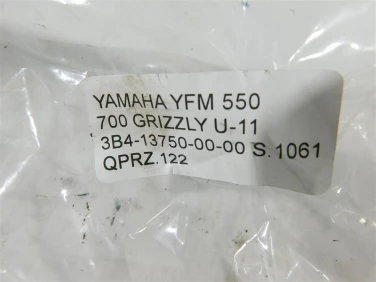 YAMAHA YFM 550
700 GRIZZLY U-11
3B4-13750-00-00 S.1061
QPRZ.122